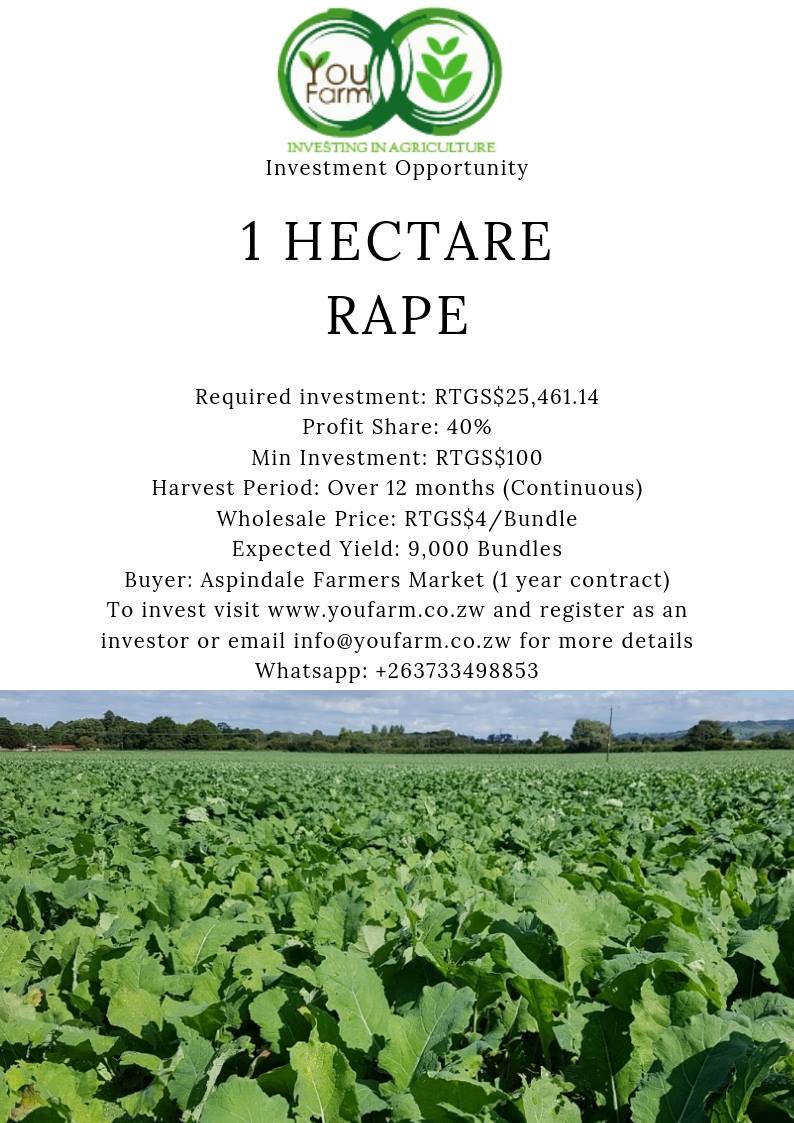 You
Farm
INVESTING IN AGRICULTURE
Investment Opportunity
1 HECTARE
RAPE
Required investment: RTGS$25,461.14
Profit Share: 40%
Min Investment: RTGS$100
Harvest Period: Over 12 months (Continuous)
Wholesale Price: RTGS$4/Bundle
Expected Yield: 9,000 Bundles
Buyer: Aspindale Farmers Market (1 year contract)
To invest visit www.youfarm.co.zw and register as an
investor or email info@youfarm.co.zw for more details
Whatsapp: +263733498853